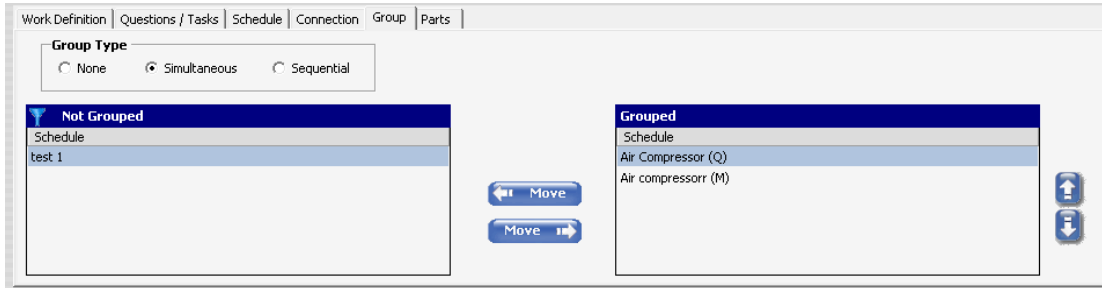 Work Definition Questions / Tasks Schedule Connection Group Parts
Group Type
None Simultaneous Sequential
Not Grouped
Schedule
test 1
Move
Move
Grouped
Schedule
Air Compressor (Q)
Air compressorr (M)